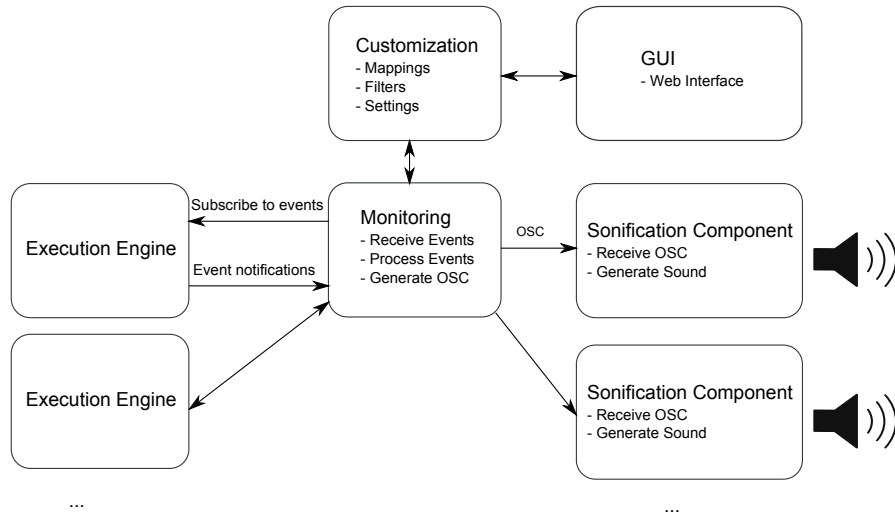 Customization
- Mappings
- Filters
- Settings
GUI
- Web Interface
Execution Engine
Subscribe to events
Event notifications
Monitoring
- Receive Events
- Process Events
- Generate OSC
OSC
Sonification Component
- Receive OSC
- Generate Sound
Execution Engine
Sonification Component
- Receive OSC
- Generate Sound
...
...